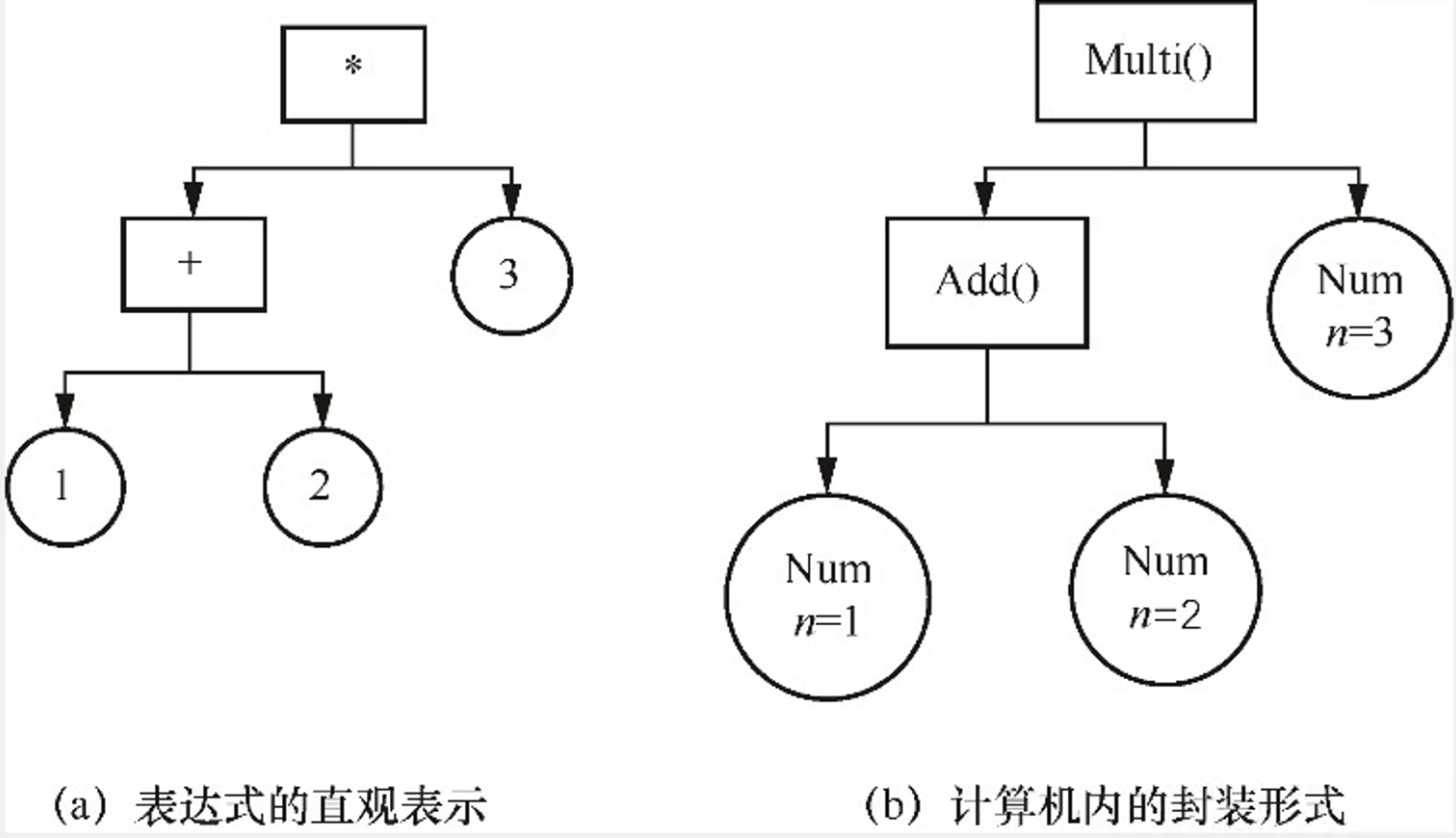 *
+
3
1
2
(a) 表达式的直观表示
Multi()
Add()
Num
n=3
Num
n=1
Num
n=2
(b) 计算机内的封装形式